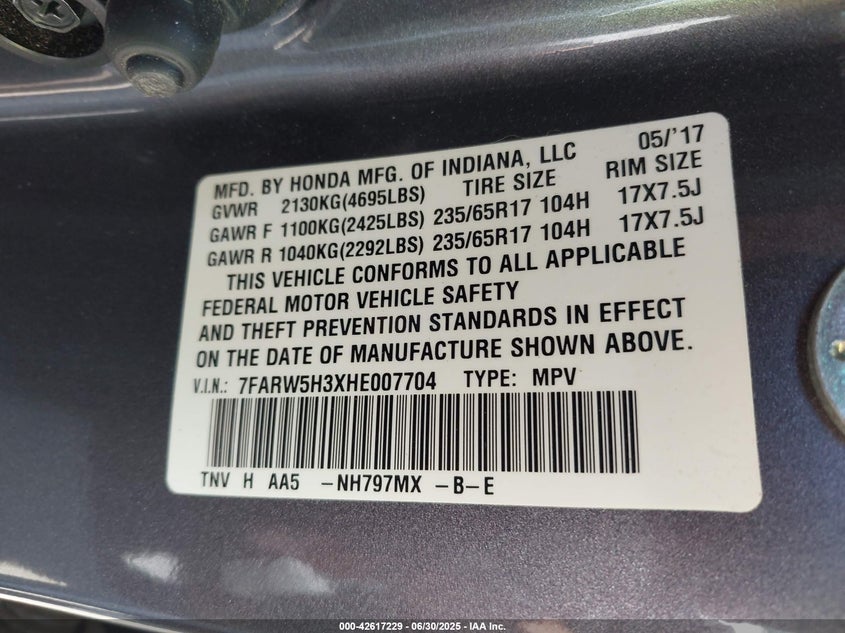 MFD. BY HONDA MFG. OF INDIANA, LLC 05/'17
GVWR 2130KG(4695LBS) TIRE SIZE RIM SIZE
GAWR F 1100KG(2425LBS) 235/65R17 104H 17X7.5J
GAWR R 1040KG(2292LBS) 235/65R17 104H 17X7.5J
THIS VEHICLE CONFORMS TO ALL APPLICABLE
FEDERAL MOTOR VEHICLE SAFETY
AND THEFT PREVENTION STANDARDS IN EFFECT
ON THE DATE OF MANUFACTURE SHOWN ABOVE.
V.I.N.: 7FARW5H3XHE007704 TYPE: MPV
TNV H AA5 -NH797MX -B-E
000-42617229 - 06/30/2025 - IAA Inc.